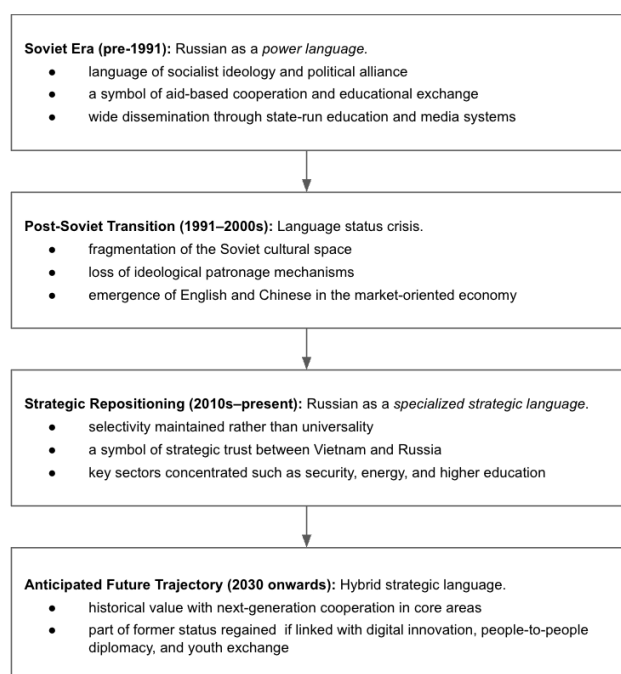 Soviet Era (pre-1991): Russian as a power language.
● language of socialist ideology and political alliance
● a symbol of aid-based cooperation and educational exchange
● wide dissemination through state-run education and media systems
Post-Soviet Transition (1991–2000s): Language status crisis.
● fragmentation of the Soviet cultural space
● loss of ideological patronage mechanisms
● emergence of English and Chinese in the market-oriented economy
Strategic Repositioning (2010s–present): Russian as a specialized strategic language.
● selectivity maintained rather than universality
● a symbol of strategic trust between Vietnam and Russia
● key sectors concentrated such as security, energy, and higher education
Anticipated Future Trajectory (2030 onwards): Hybrid strategic language.
● historical value with next-generation cooperation in core areas
● part of former status regained if linked with digital innovation, people-to-people
diplomacy, and youth exchange